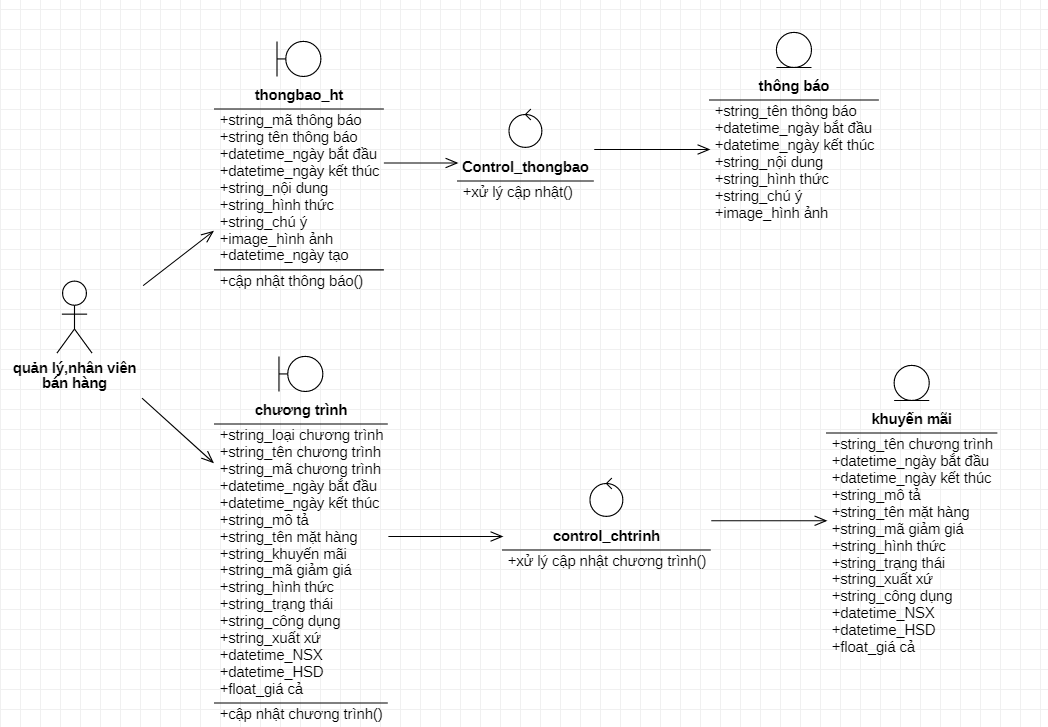 thongbao_ht
+string_mã thông báo
+string tên thông báo
+datetime_ngày bắt đầu
+datetime_ngày kết thúc
+string_nội dung
+string_hình thức
+string_chú ý
+image_hình ảnh
+datetime_ngày tạo
+cập nhật thông báo()
Control_thongbao
+xử lý cập nhật()
thông báo
+string_tên thông báo
+datetime_ngày bắt đầu
+datetime_ngày kết thúc
+string_nội dung
+string_hình thức
+string_chú ý
+image_hình ảnh
quản lý,nhân viên
bán hàng
chương trình
+string_loại chương trình
+string_tên chương trình
+string_mã chương trình
+datetime_ngày bắt đầu
+datetime_ngày kết thúc
+string_mô tả
+string_tên mặt hàng
+string_khuyến mãi
+string_mã giảm giá
+string_hình thức
+string_trạng thái
+string_công dụng
+string_xuất xứ
+datetime_NSX
+datetime_HSD
+float_giá cả
+cập nhật chương trình()
control_chtrinh
+xử lý cập nhật chương trình()
khuyến mãi
+string_tên chương trình
+datetime_ngày bắt đầu
+datetime_ngày kết thúc
+string_mô tả
+string_tên mặt hàng
+string_mã giảm giá
+string_hình thức
+string_trạng thái
+string_xuất xứ
+string_công dụng
+datetime_NSX
+datetime_HSD
+float_giá cả